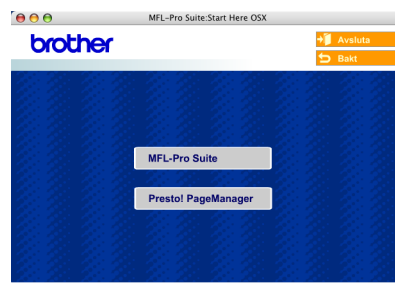 MFL-Pro Suite:Start Here OSX
brother
Avsluta
Bakt
MFL-Pro Suite
Presto! PageManager